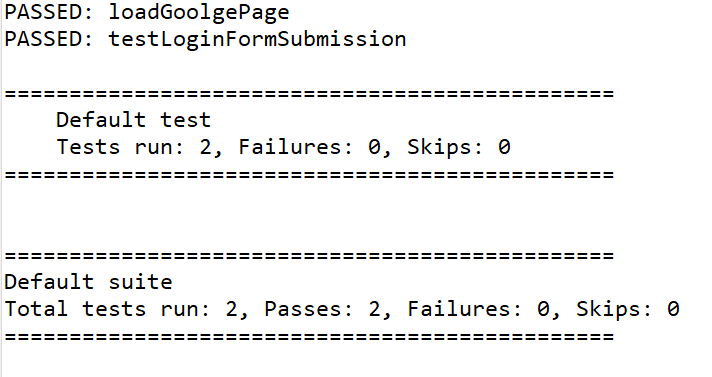 PASSED: loadGoolgePage
PASSED: testLoginFormSubmission
===============================================
Default test
Tests run: 2, Failures: 0, Skips: 0
===============================================
===============================================
Default suite
Total tests run: 2, Passes: 2, Failures: 0, Skips: 0
===============================================